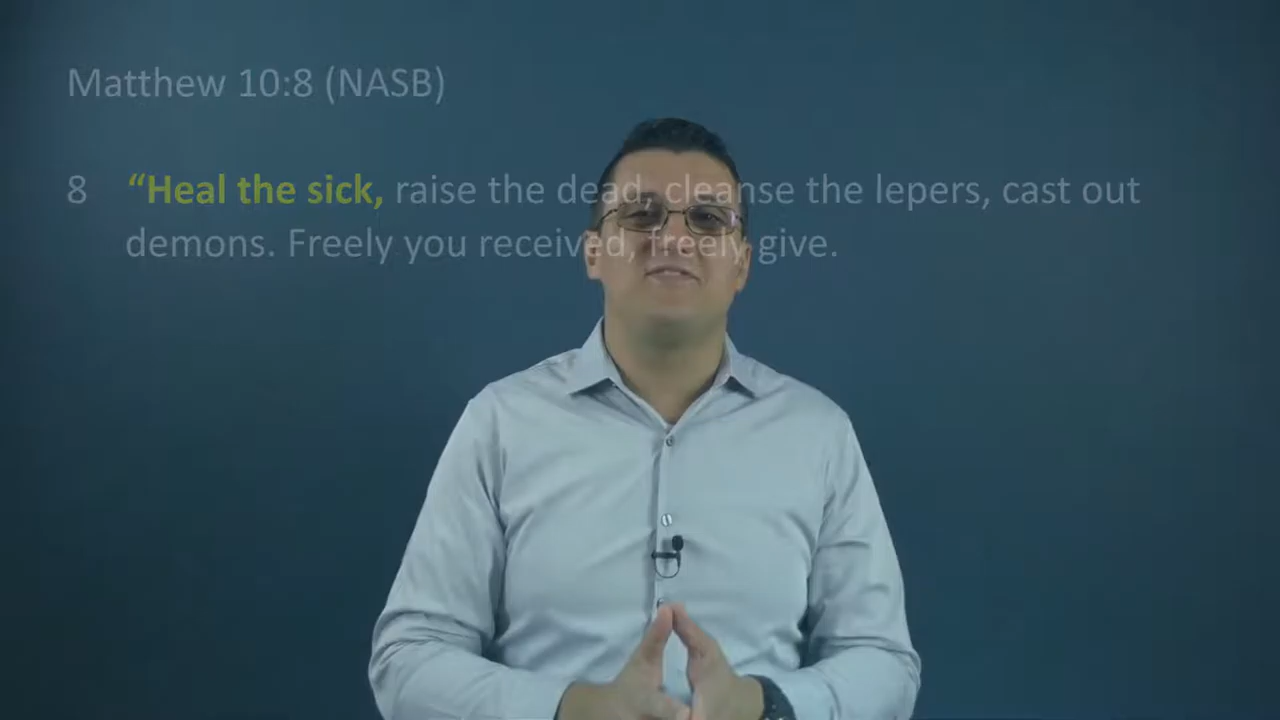 Matthew 10:8 (NASB)
8 “Heal the sick, raise the dead, cleanse the lepers, cast out
demons. Freely you received, freely give.